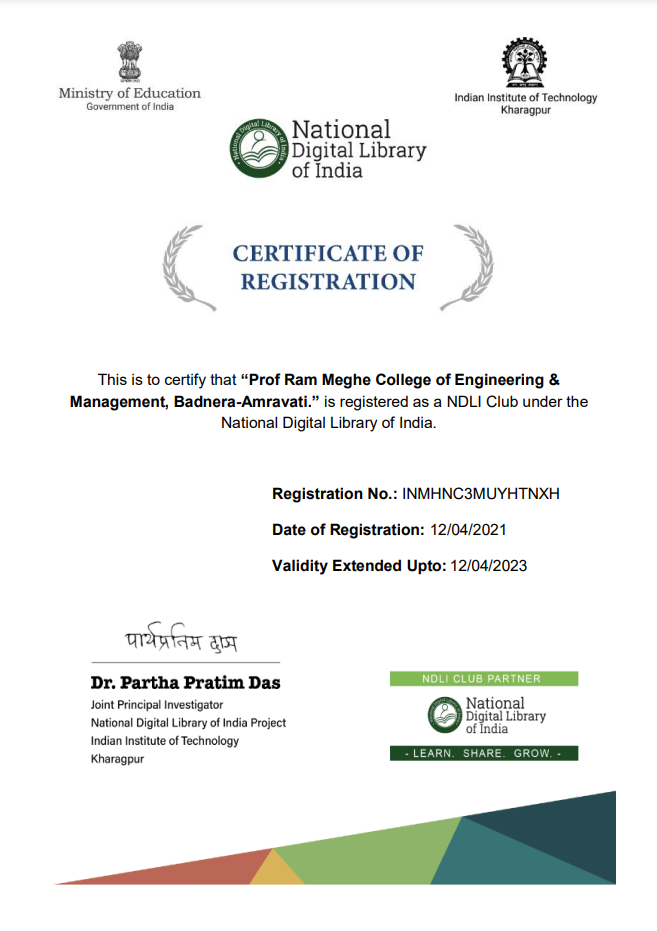 Ministry of Education
Government of India
Indian Institute of Technology
Kharagpur
National
Digital Library
of India
CERTIFICATE OF
REGISTRATION
This is to certify that “Prof Ram Meghe College of Engineering &
Management, Badnera-Amravati.” is registered as a NDLI Club under the
National Digital Library of India.
Registration No.: INMHNC3MUYHTNXH
Date of Registration: 12/04/2021
Validity Extended Upto: 12/04/2023
पार्थप्रतिम दास
Dr. Partha Pratim Das
Joint Principal Investigator
National Digital Library of India Project
Indian Institute of Technology
Kharagpur
NDLI CLUB PARTNER
National
Digital Library
of India
- LEARN. SHARE. GROW. -